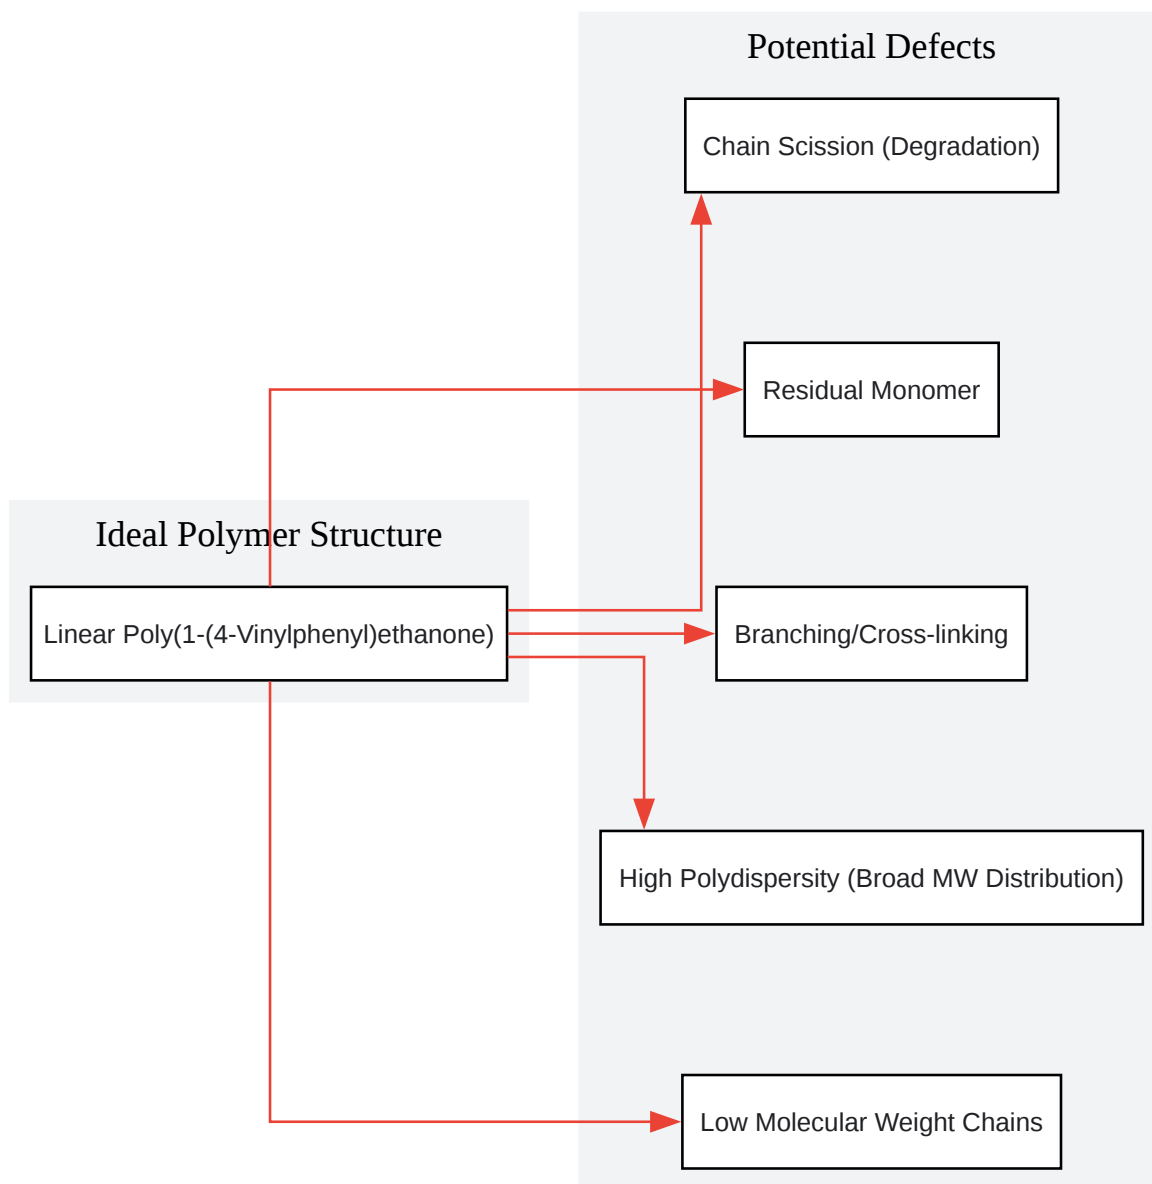 Potential Defects
Chain Scission (Degradation)
Residual Monomer
Ideal Polymer Structure
Linear Poly(1-(4-Vinylphenyl)ethanone)
Branching/Cross-linking
High Polydispersity (Broad MW Distribution)
Low Molecular Weight Chains